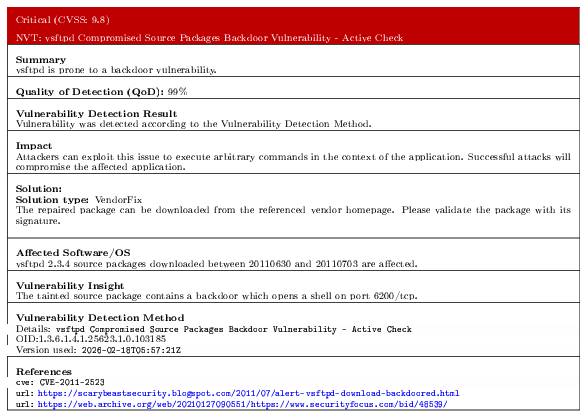 Critical (CVSS: 9.8)
NVT: vsftpd Compromised Source Packages Backdoor Vulnerability - Active Check
Summary
vsftpd is prone to a backdoor vulnerability.
Quality of Detection (QoD): 99%
Vulnerability Detection Result
Vulnerability was detected according to the Vulnerability Detection Method.
Impact
Attackers can exploit this issue to execute arbitrary commands in the context of the application. Successful attacks will
compromise the affected application.
Solution:
Solution type: VendorFix
The repaired package can be downloaded from the referenced vendor homepage. Please validate the package with its
signature.
Affected Software/OS
vsftpd 2.3.4 source packages downloaded between 20110630 and 20110703 are affected.
Vulnerability Insight
The tainted source package contains a backdoor which opens a shell on port 6200/tcp.
Vulnerability Detection Method
Details: vsftpd Compromised Source Packages Backdoor Vulnerability - Active Check
OID:1.3.6.1.4.1.25623.1.0.103185
Version used: 2026-02-18T05:57:21Z
References
cve: CVE-2011-2523
url: https://scarybeastsecurity.blogspot.com/2011/07/alert-vsftpd-download-backdoored.html
url: https://web.archive.org/web/20210127090551/https://www.securityfocus.com/bid/48539/